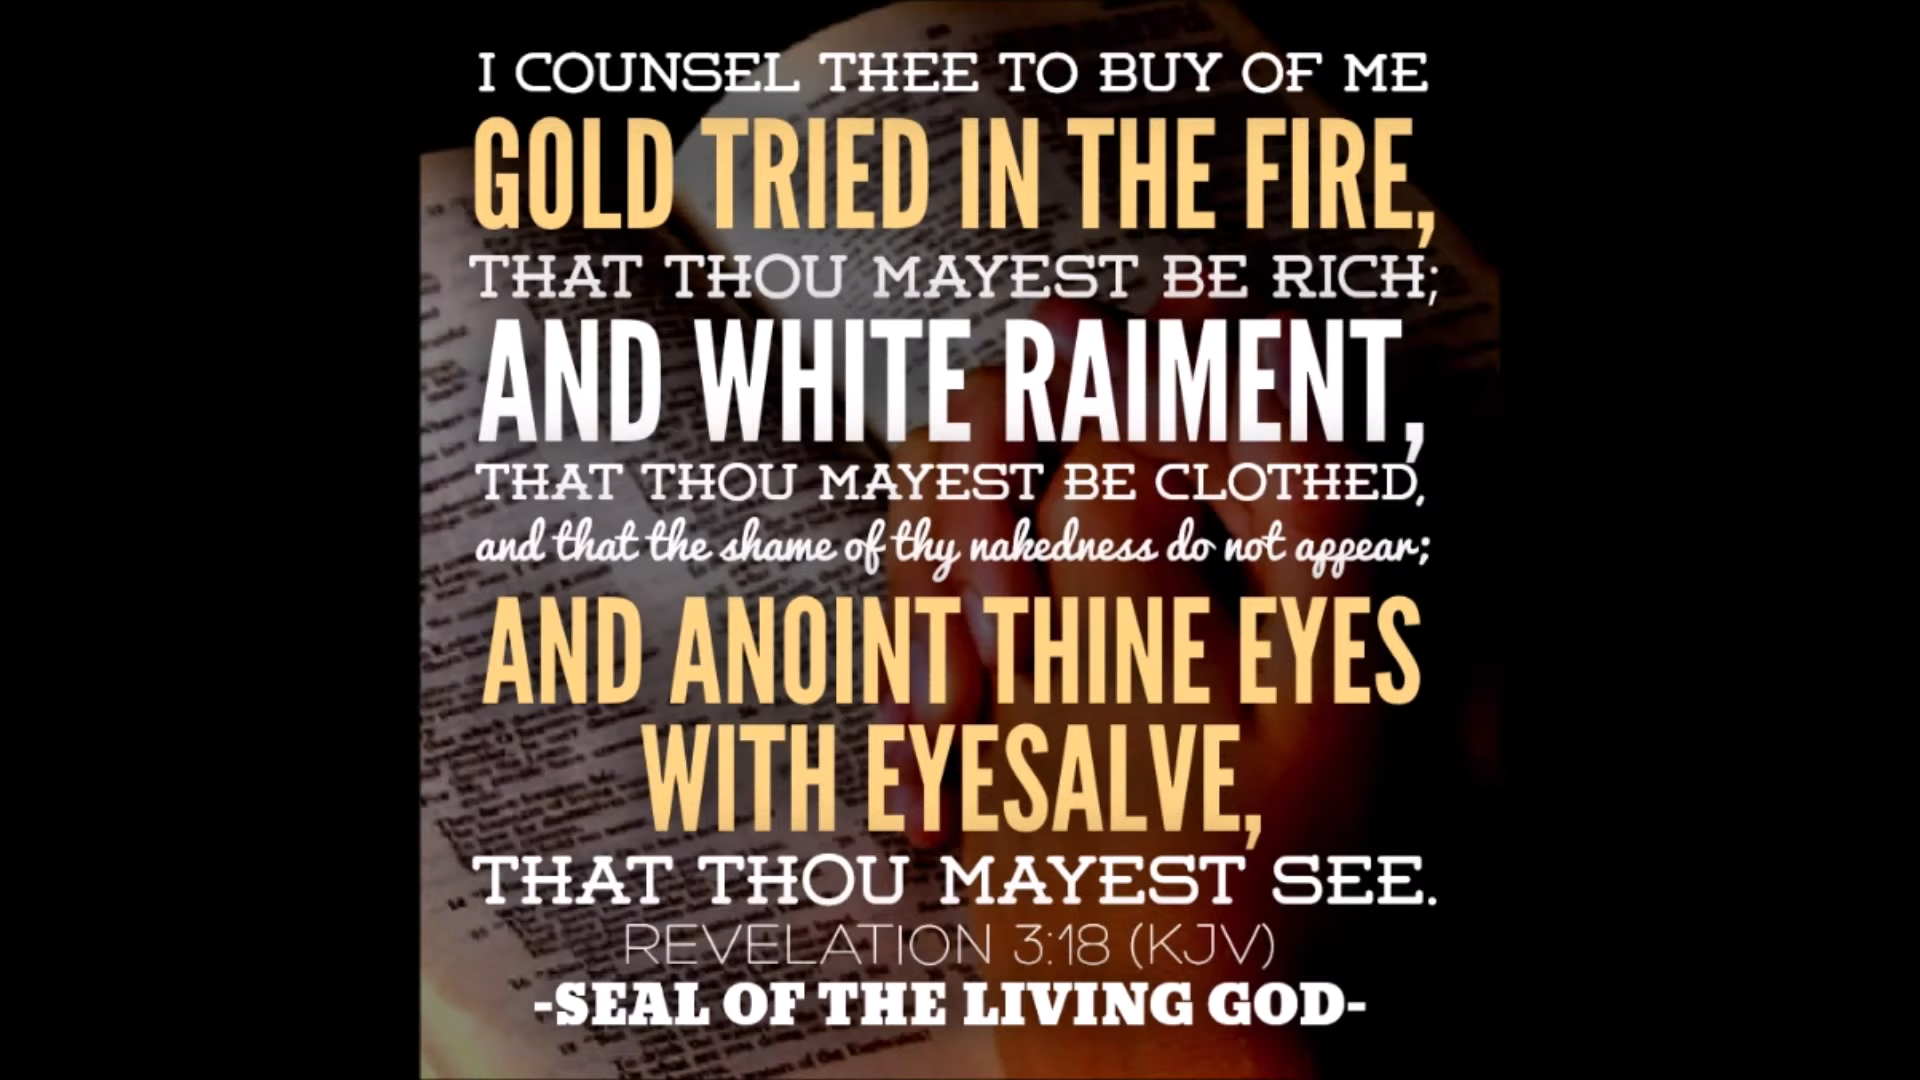 I COUNSEL THEE TO BUY OF ME
GOLD TRIED IN THE FIRE,
THAT THOU MAYEST BE RICH;
AND WHITE RAIMENT,
THAT THOU MAYEST BE CLOTHED,
and that the shame of thy nakedness do not appear;
AND ANOINT THINE EYES
WITH EYESALVE,
THAT THOU MAYEST SEE.
REVELATION 3:18 (KJV)
-SEAL OF THE LIVING GOD-